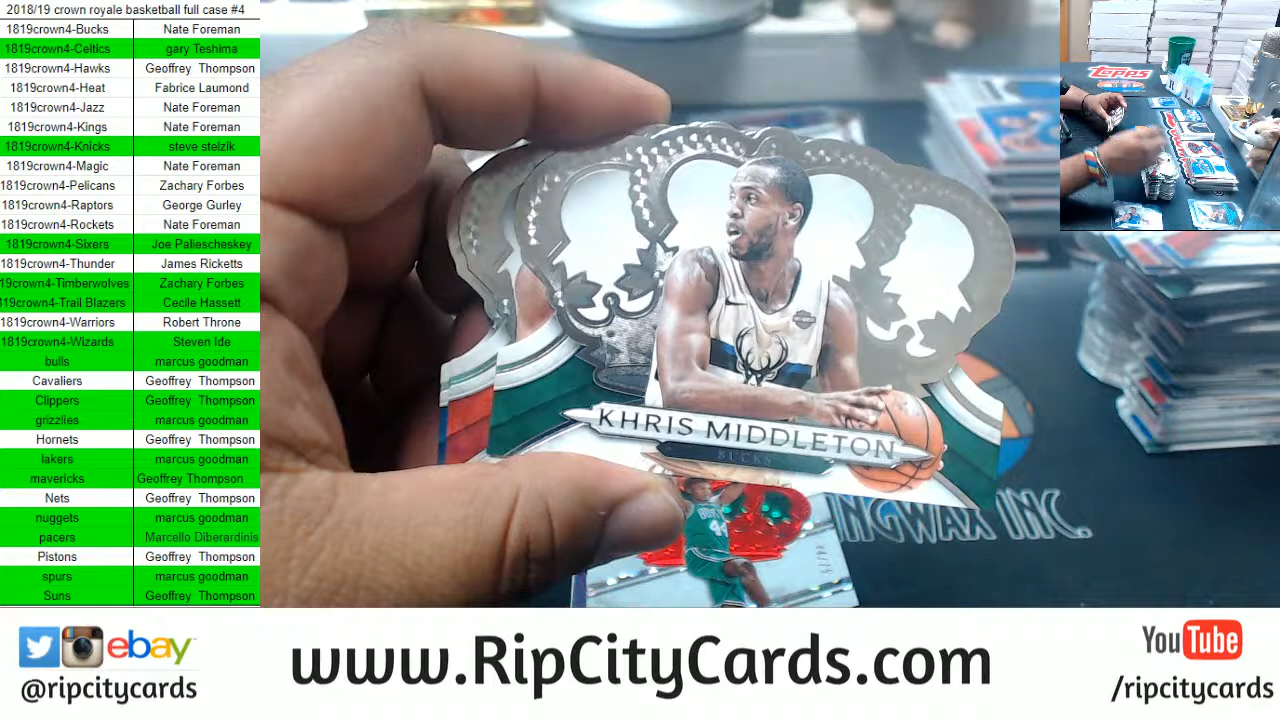 2018/19 crown royale basketball full case #4
1819crown4-Bucks Nate Foreman
1819crown4-Celtics gary Teshima
1819crown4-Hawks Geoffrey Thompson
1819crown4-Heat Fabrice Laumond
1819crown4-Jazz Nate Foreman
1819crown4-Kings Nate Foreman
1819crown4-Knicks steve stelzik
1819crown4-Magic Nate Foreman
1819crown4-Pelicans Zachary Forbes
1819crown4-Raptors George Gurley
1819crown4-Rockets Nate Foreman
1819crown4-Sixers Joe Paliescheskey
1819crown4-Thunder James Ricketts
19crown4-Timberwolves Zachary Forbes
819crown4-Trail Blazers Cecile Hassett
1819crown4-Warriors Robert Throne
1819crown4-Wizards Steven Ide
bulls marcus goodman
Cavaliers Geoffrey Thompson
Clippers Geoffrey Thompson
grizzlies marcus goodman
Hornets Geoffrey Thompson
lakers marcus goodman
mavericks Geoffrey Thompson
Nets Geoffrey Thompson
nuggets marcus goodman
pacers Marcello Diberardinis
Pistons Geoffrey Thompson
spurs marcus goodman
Suns Geoffrey Thompson
topps
KHRIS MIDDLETON
BUCKS
44
INGWAX INC.
ebay
@ripcitycards
www.RipCityCards.com
YouTube
/ripcitycards